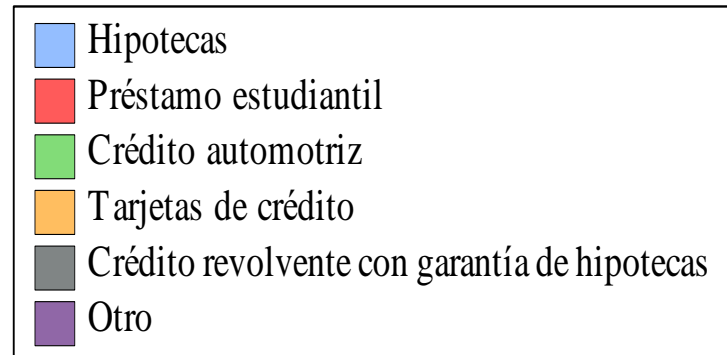 Hipotecas
Préstamo estudiantil
Crédito automotriz
Tarjetas de crédito
Crédito revolvente con garantía de hipotecas
Otro